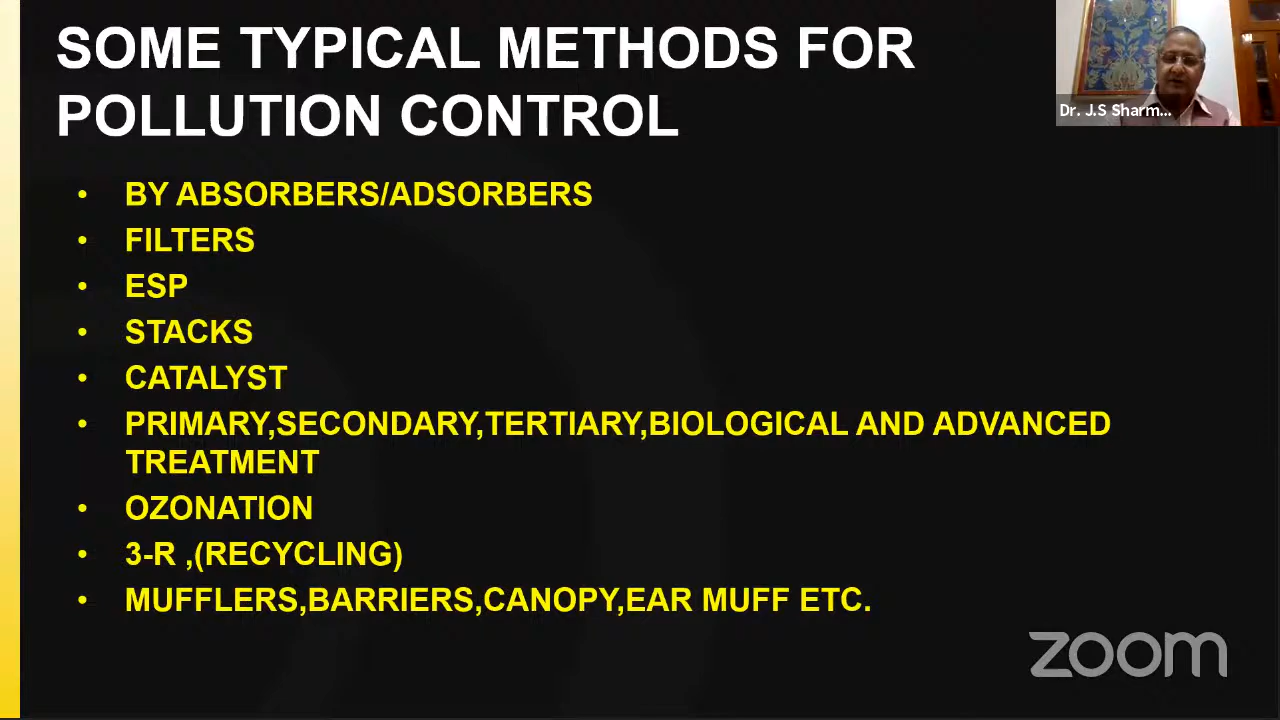 SOME TYPICAL METHODS FOR
POLLUTION CONTROL
Dr. J.S Sharm...
• BY ABSORBERS/ADSORBERS
• FILTERS
• ESP
• STACKS
• CATALYST
• PRIMARY,SECONDARY,TERTIARY,BIOLOGICAL AND ADVANCED
TREATMENT
• OZONATION
• 3-R ,(RECYCLING)
• MUFFLERS,BARRIERS,CANOPY,EAR MUFF ETC.
zoom